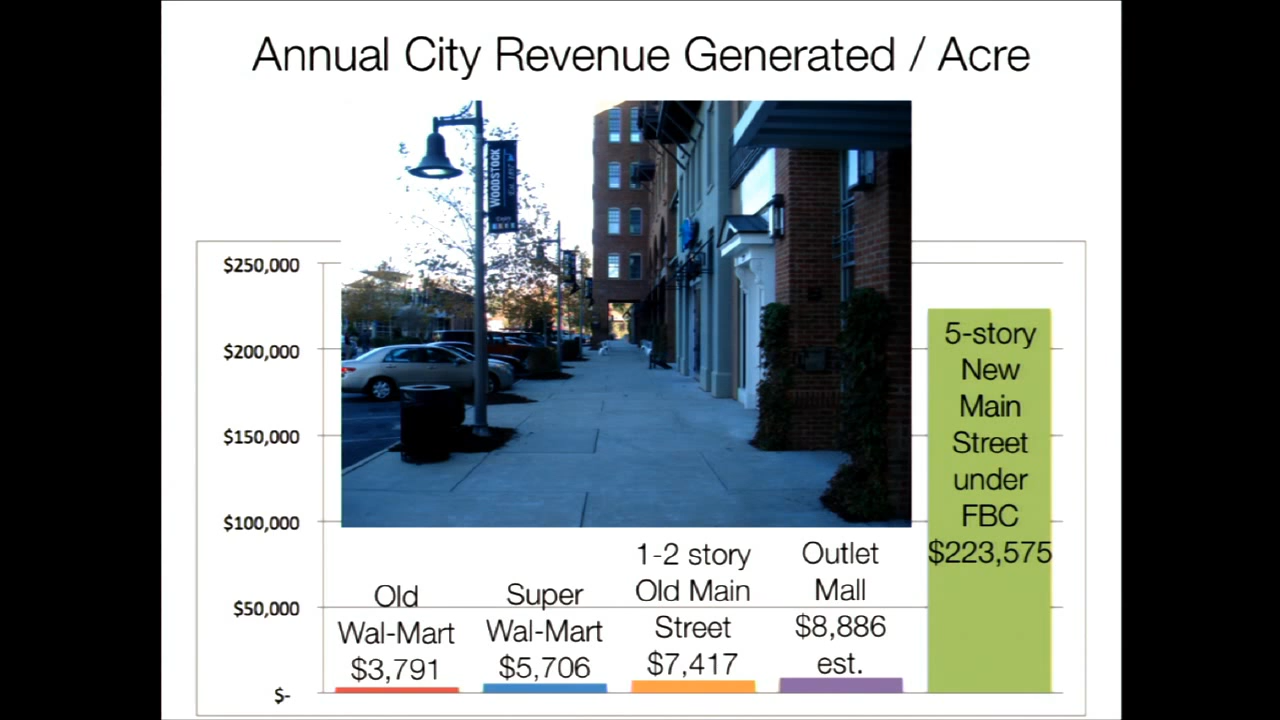 Annual City Revenue Generated / Acre
WOODSTOCK
$250,000
$200,000
$150,000
$100,000
$50,000
$-
Old
Wal-Mart
$3,791
Super
Wal-Mart
$5,706
1-2 story
Old Main
Street
$7,417
Outlet
Mall
$8,886
est.
5-story
New
Main
Street
under
FBC
$223,575